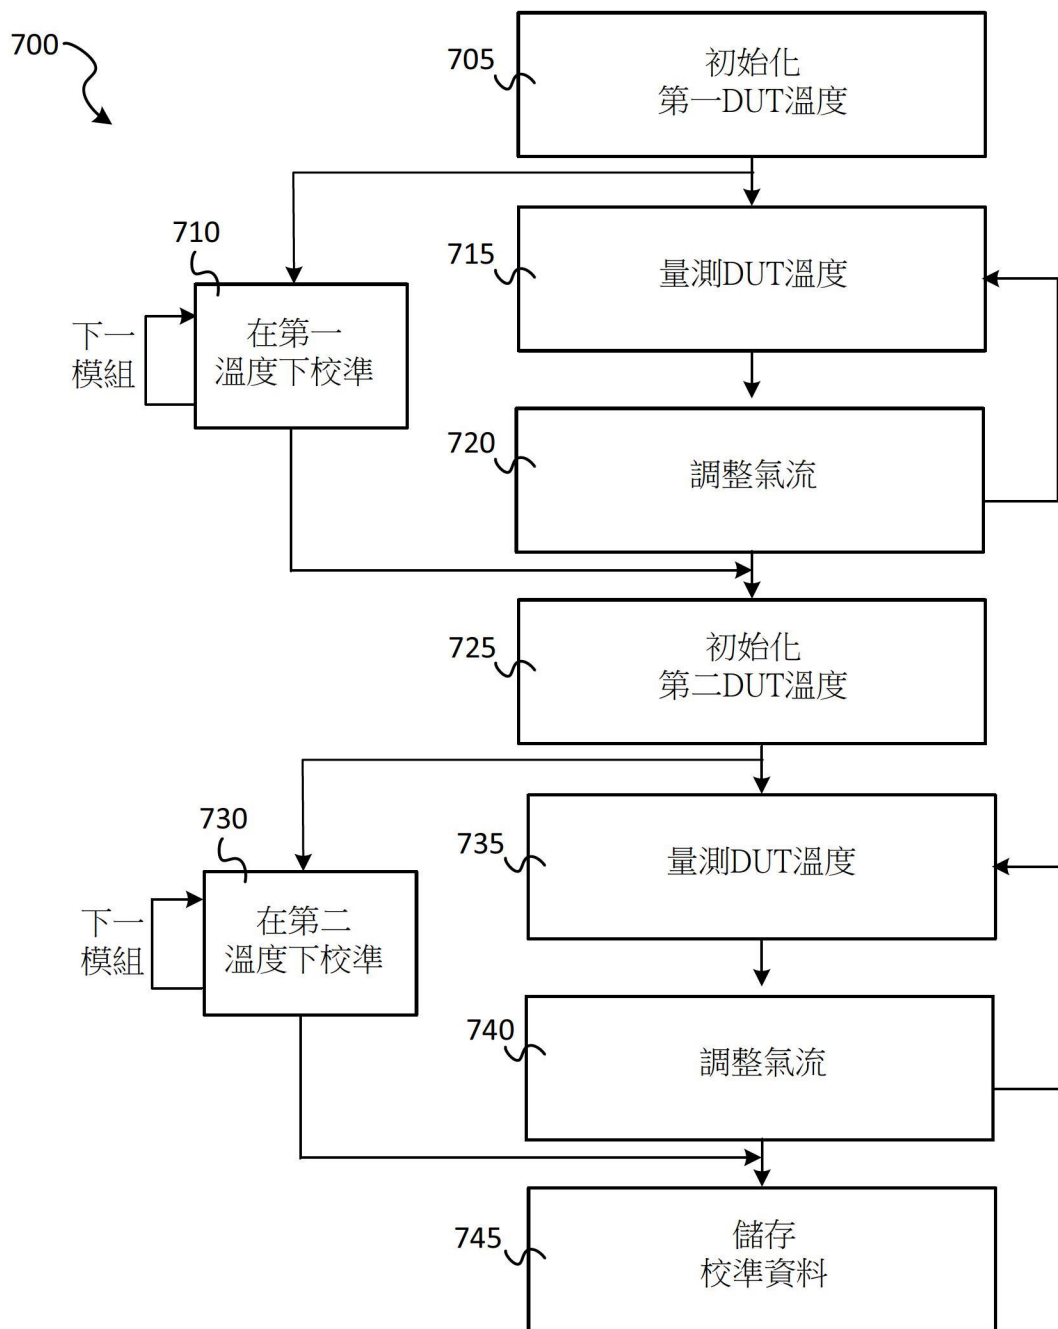 700
705
初始化
第一DUT溫度
710
在第一
溫度下校準
下一
模組
715
量測DUT溫度
720
調整氣流
725
初始化
第二DUT溫度
730
在第二
溫度下校準
下一
模組
735
量測DUT溫度
740
調整氣流
745
儲存
校準資料